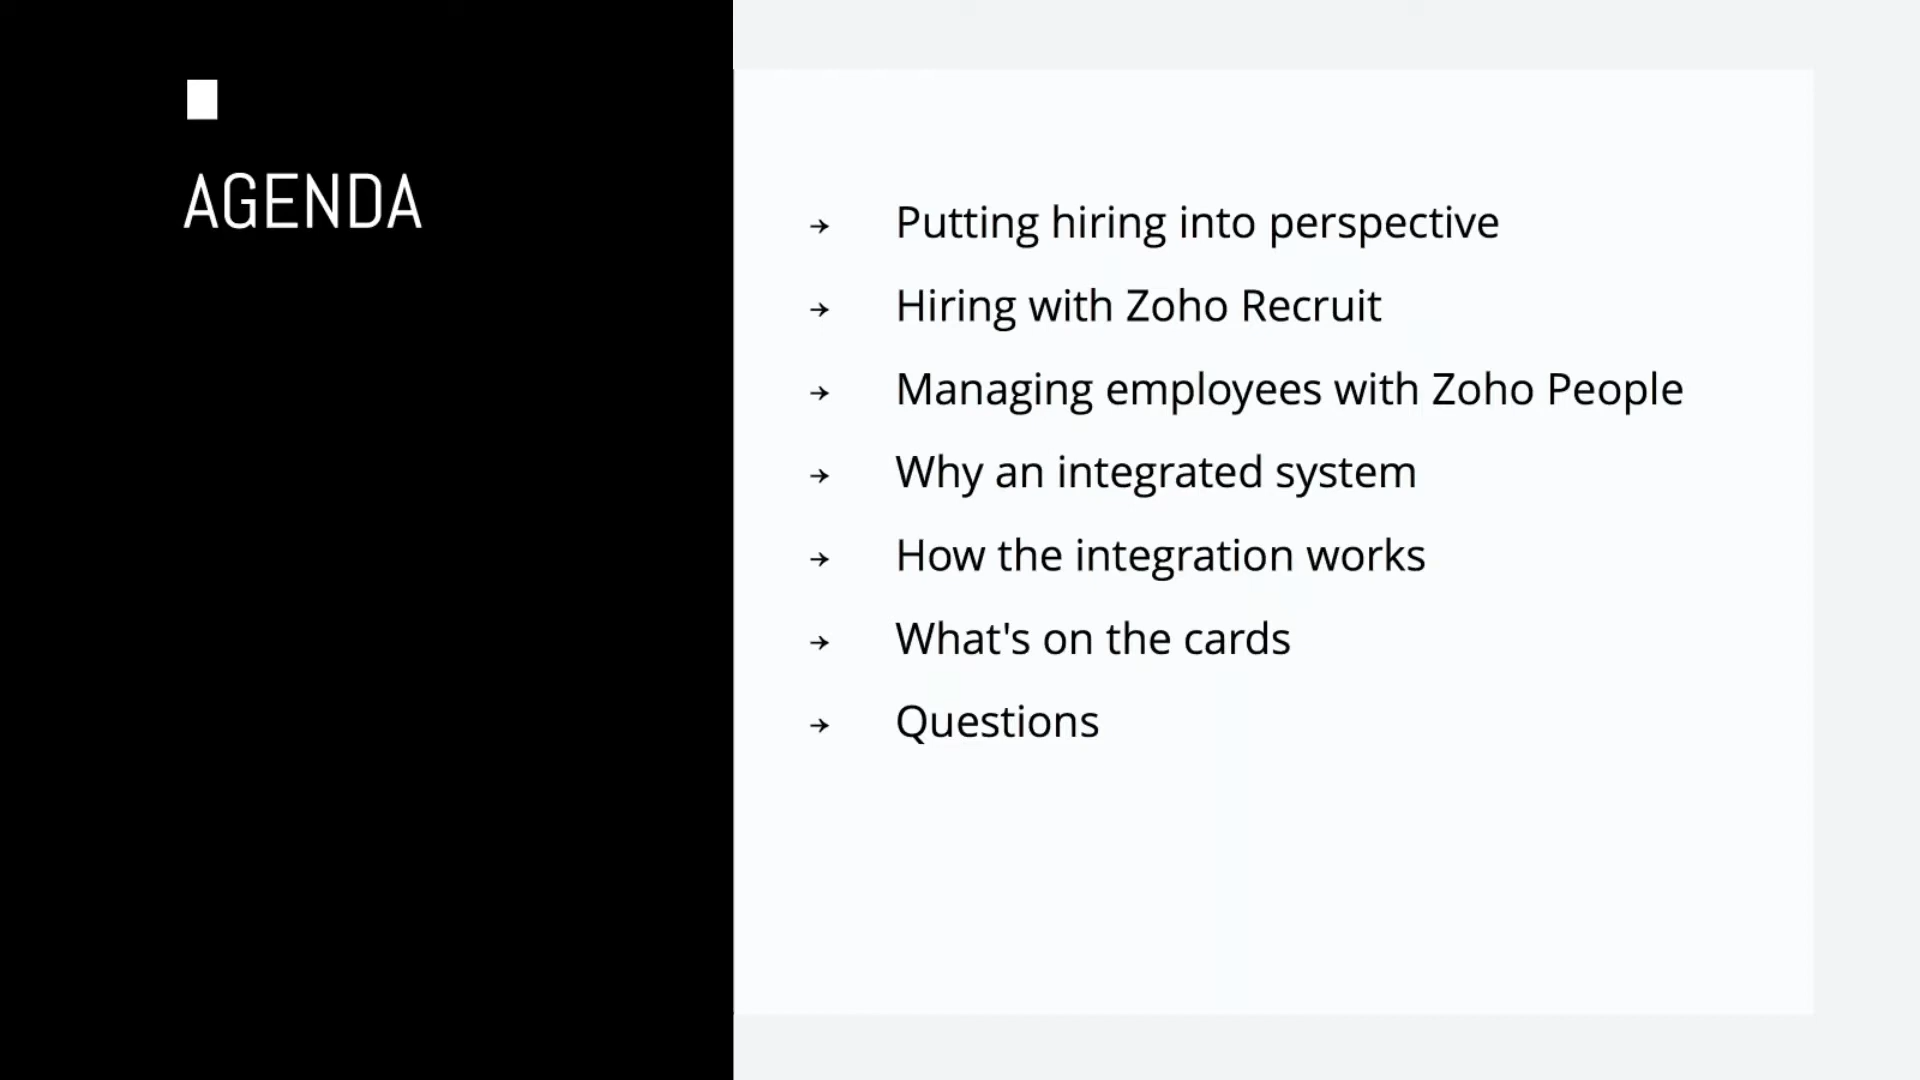 AGENDA
→ Putting hiring into perspective
→ Hiring with Zoho Recruit
→ Managing employees with Zoho People
→ Why an integrated system
→ How the integration works
→ What's on the cards
→ Questions